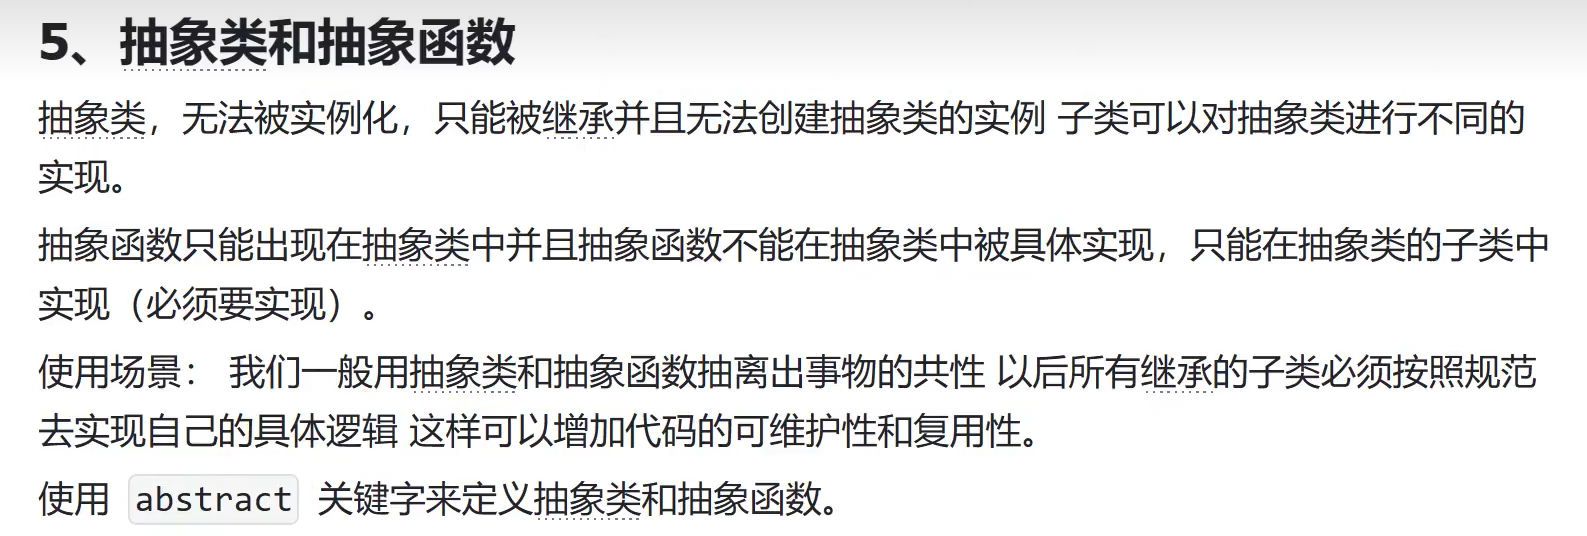 5、抽象类和抽象函数
抽象类，无法被实例化，只能被继承并且无法创建抽象类的实例 子类可以对抽象类进行不同的
实现。
抽象函数只能出现在抽象类中并且抽象函数不能在抽象类中被具体实现，只能在抽象类的子类中
实现（必须要实现）。
使用场景： 我们一般用抽象类和抽象函数抽离出事物的共性 以后所有继承的子类必须按照规范
去实现自己的具体逻辑 这样可以增加代码的可维护性和复用性。
使用 abstract 关键字来定义抽象类和抽象函数。